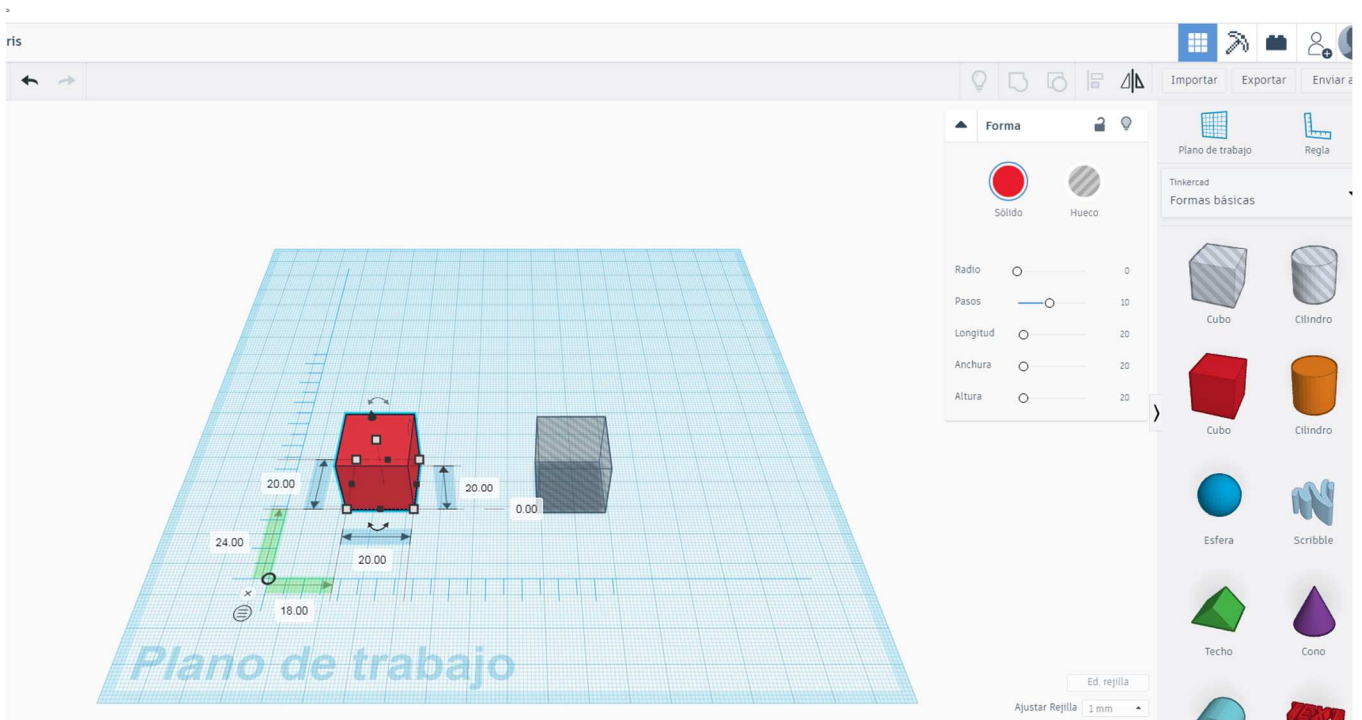 ris
Importar
Exportar
Enviar a
Forma
Sólido
Hueco
Radio 0
Pasos 10
Longitud 20
Anchura 20
Altura 20
Plano de trabajo
Regla
Tinkercad
Formas básicas
Cubo
Cilindro
Cubo
Cilindro
Esfera
Scribble
Techo
Cono
20.00
20.00
0.00
24.00
20.00
18.00
Plano de trabajo
Ed. rejilla
Ajustar Rejilla 1 mm